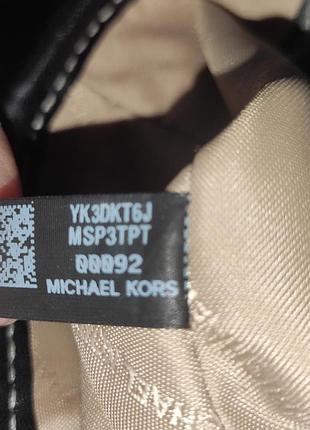 YK3DKT6J
MSP3TPT
00092
MICHAEL KORS